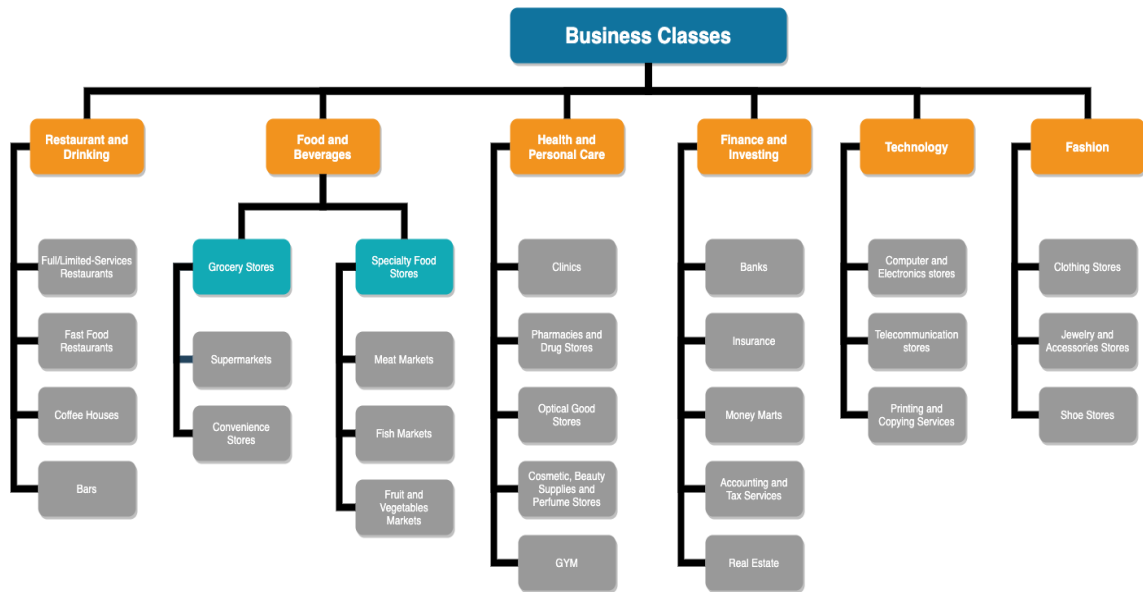 Business Classes
Restaurant and
Drinking
Food and
Beverages
Health and
Personal Care
Finance and
Investing
Technology
Fashion
Full/Limited-Services
Restaurants
Fast Food
Restaurants
Coffee Houses
Bars
Grocery Stores
Supermarkets
Convenience
Stores
Specialty Food
Stores
Meat Markets
Fish Markets
Fruit and
Vegetables
Markets
Clinics
Pharmacies and
Drug Stores
Optical Good
Stores
Cosmetic, Beauty
Supplies and
Perfume Stores
GYM
Banks
Insurance
Money Marts
Accounting and
Tax Services
Real Estate
Computer and
Electronics stores
Telecommunication
stores
Printing and
Copying Services
Clothing Stores
Jewelry and
Accessories Stores
Shoe Stores